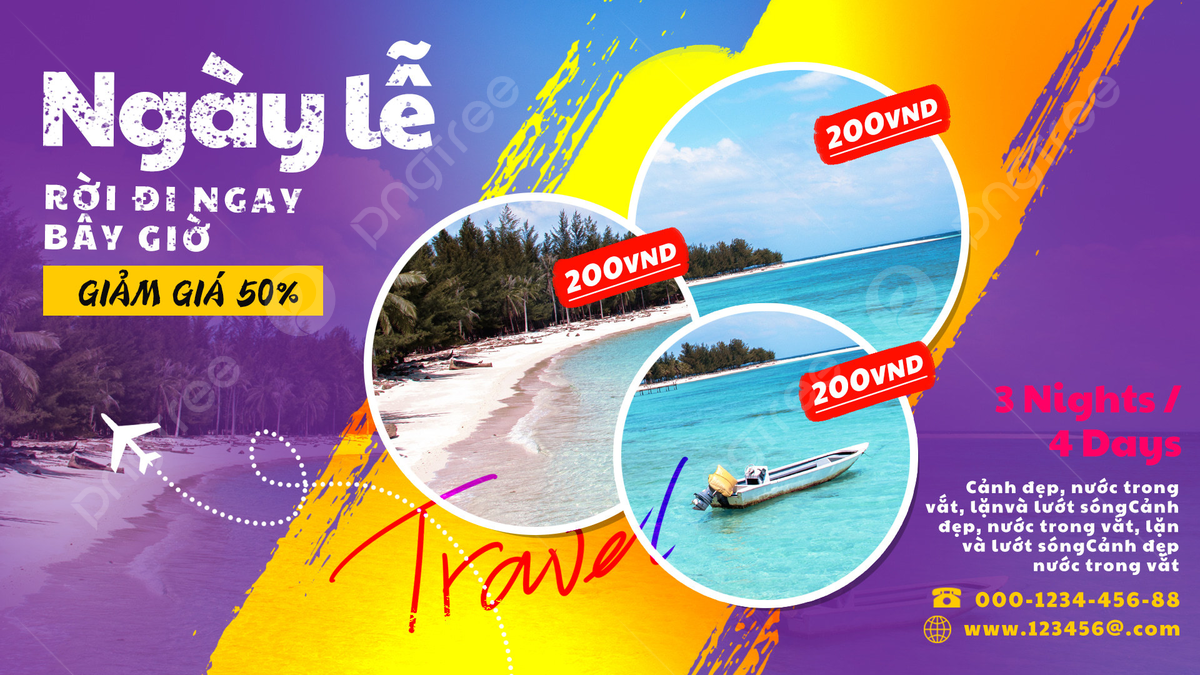 Ngày lễ
RỜI ĐI NGAY
BÂY GIỜ
GIẢM GIÁ 50%
200VND
200VND
200VND
Travel
3 Nights /
4 Days
Cảnh đẹp, nước trong
vắt, lặnvà lướt sóngCảnh
đẹp, nước trong vắt, lặn
và lướt sóngCảnh đẹp
nước trong vắt
000-1234-456-88
www.123456@.com
pngtree